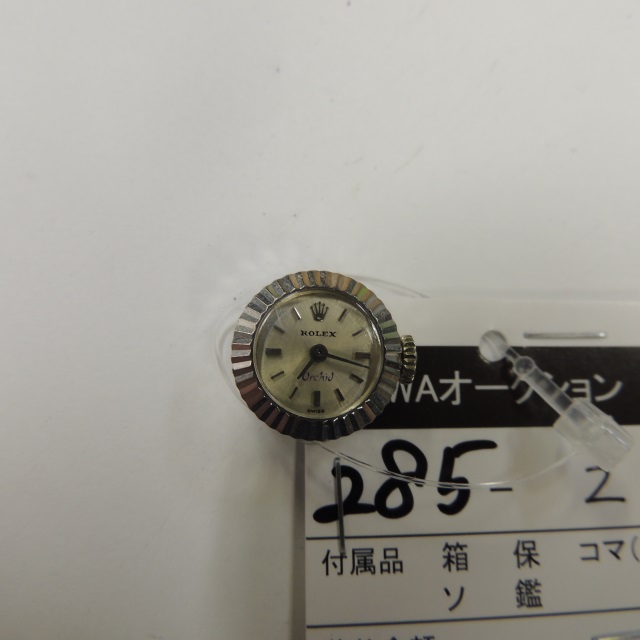 ROLEX
Orchid
SWISS
WAオークション
285-2
付属品 箱 保 コマ(
ソ 鑑